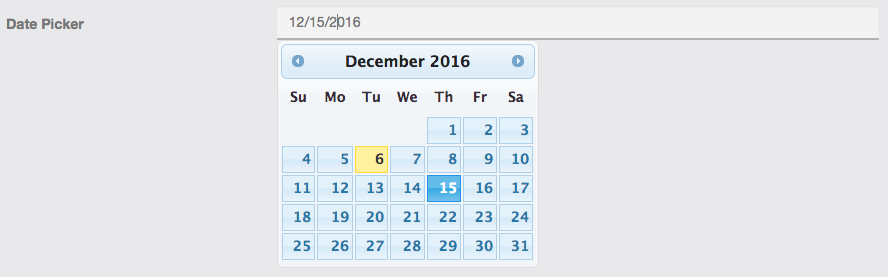 Date Picker 12/15/2016
December 2016
Su Mo Tu We Th Fr Sa
1 2 3
4 5 6 7 8 9 10
11 12 13 14 15 16 17
18 19 20 21 22 23 24
25 26 27 28 29 30 31